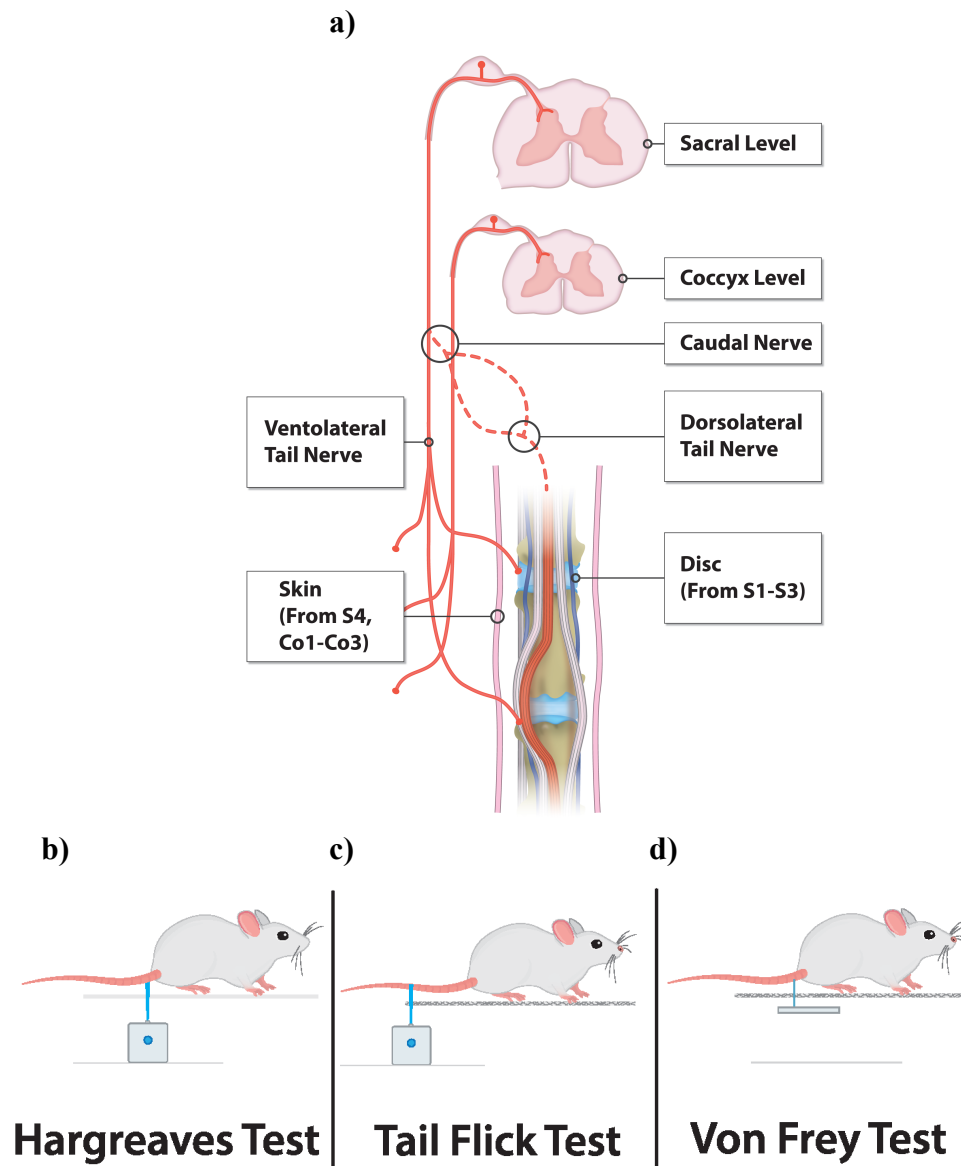 a)
Sacral Level
Coccyx Level
Caudal Nerve
Ventolateral
Tail Nerve
Dorsolateral
Tail Nerve
Skin
(From S4,
Co1-Co3)
Disc
(From S1-S3)
b)
c)
d)
Hargreaves Test
Tail Flick Test
Von Frey Test